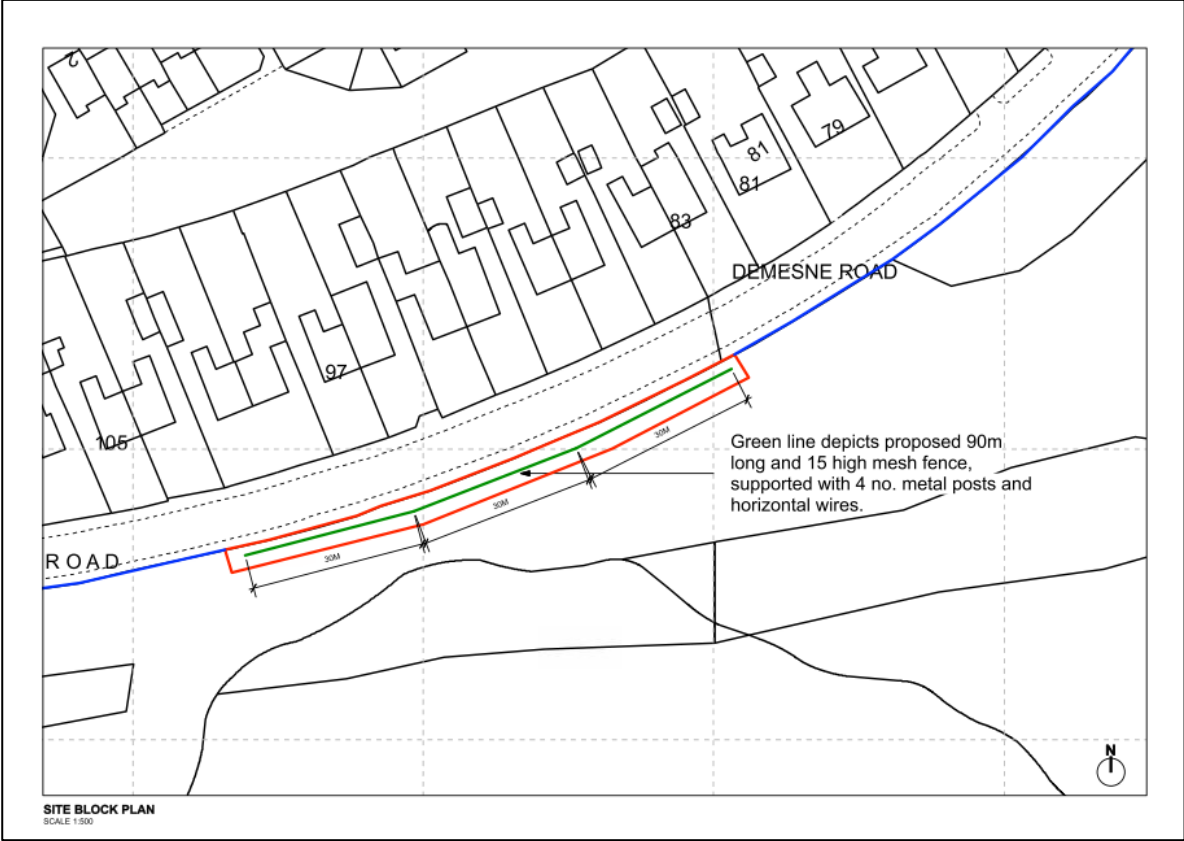 2
79
81
81
83
DEMESNE ROAD
97
105
30M
Green line depicts proposed 90m
long and 15 high mesh fence,
supported with 4 no. metal posts and
horizontal wires.
30M
30M
ROAD
N
SITE BLOCK PLAN
SCALE 1:500